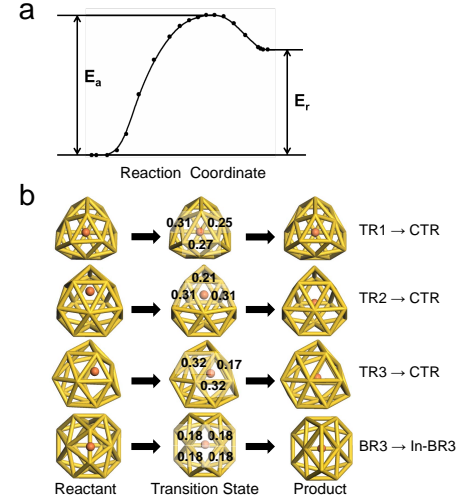 a
Ea
Er
Reaction Coordinate
b
0.31 0.25
0.27
TR1 → CTR
0.21
0.31 0.31
TR2 → CTR
0.32 0.17
0.32
TR3 → CTR
0.18 0.18
0.18 0.18
BR3 → In-BR3
Reactant Transition State Product